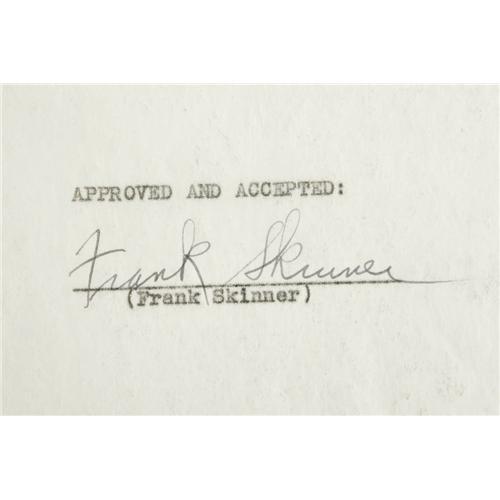 APPROVED AND ACCEPTED:
Frank Skinner
(Frank Skinner)